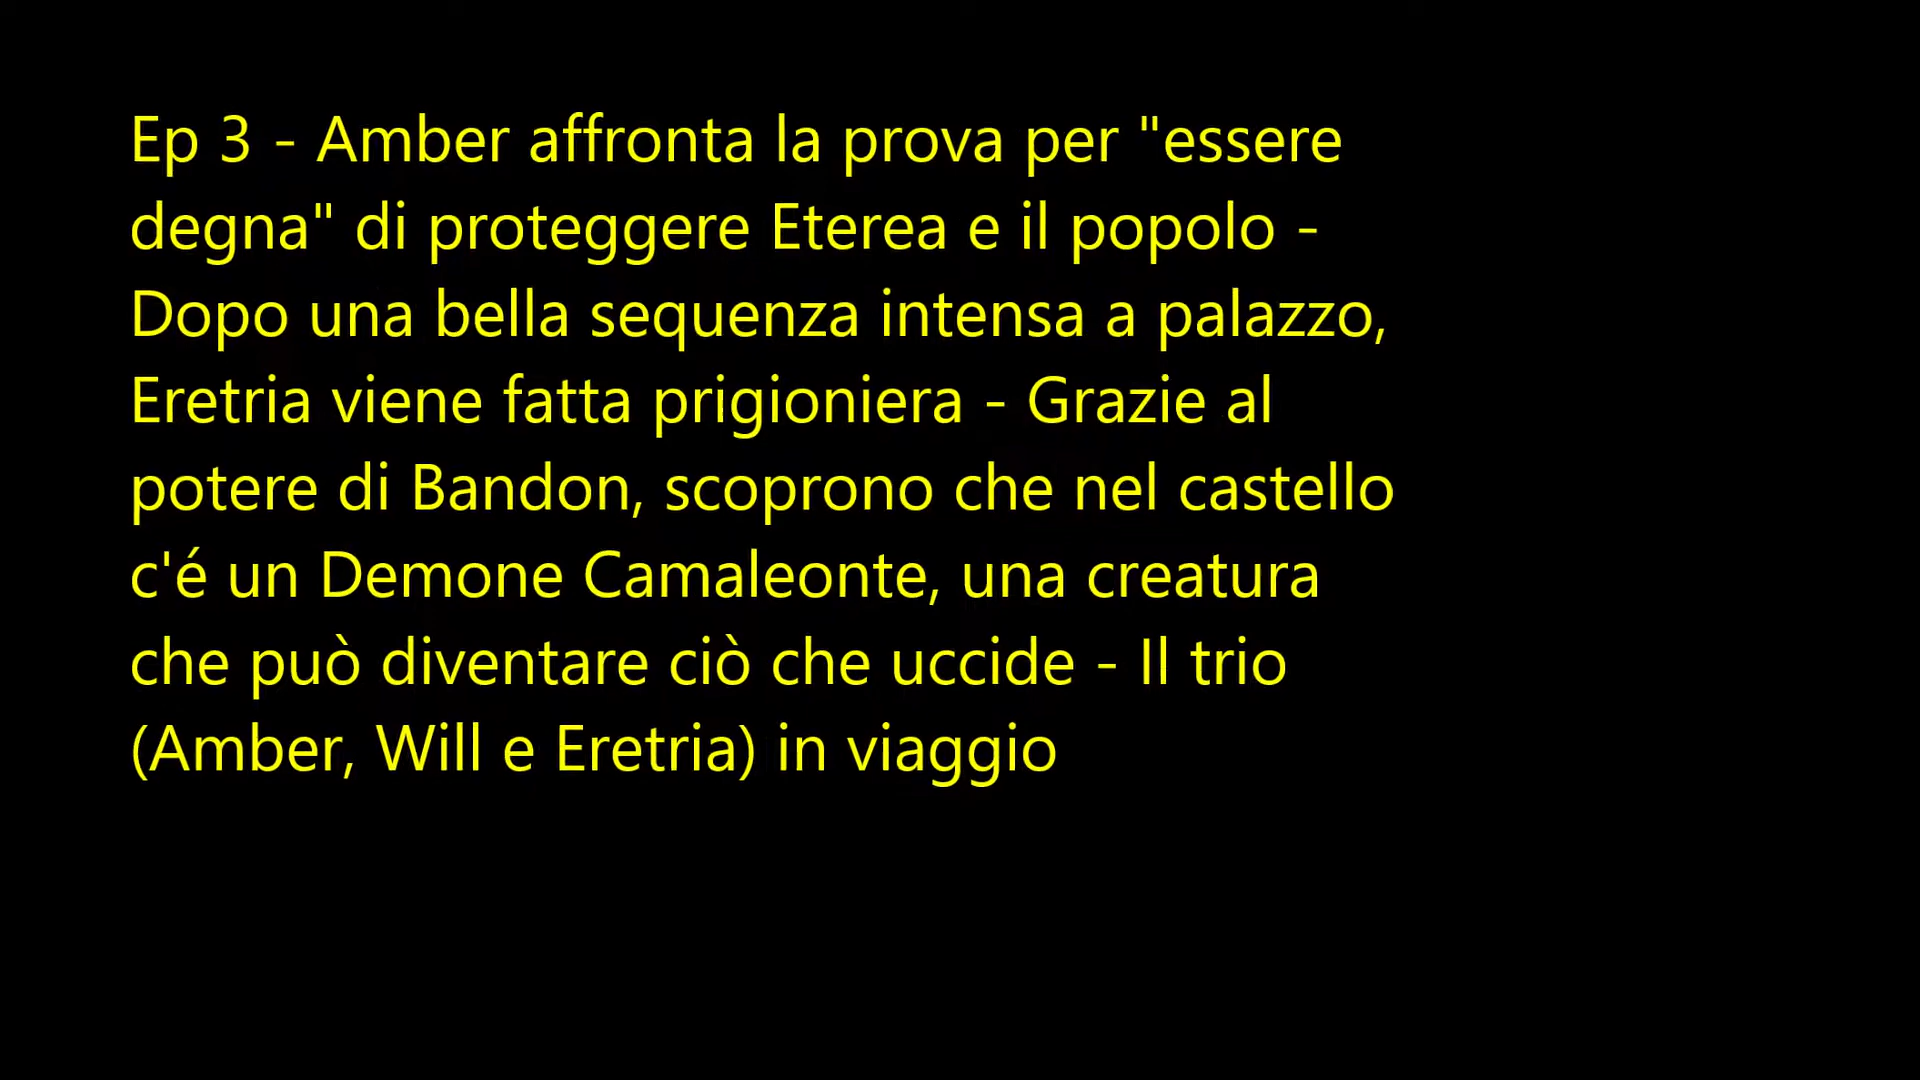 Ep 3 - Amber affronta la prova per "essere
degna" di proteggere Eterea e il popolo -
Dopo una bella sequenza intensa a palazzo,
Eretria viene fatta prigioniera - Grazie al
potere di Bandon, scoprono che nel castello
c'é un Demone Camaleonte, una creatura
che può diventare ciò che uccide - Il trio
(Amber, Will e Eretria) in viaggio